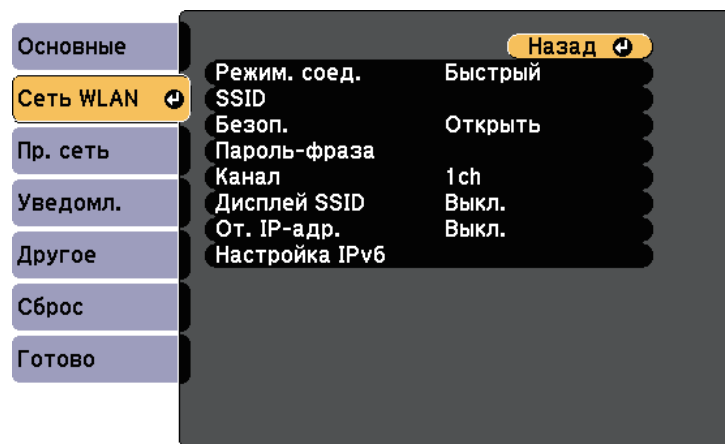 Основные
Сеть WLAN
Пр. сеть
Уведомл.
Другое
Сброс
Готово
Назад
Режим. соед. Быстрый
SSID
Безоп. Открыть
Пароль-фраза
Канал 1ch
Дисплей SSID Выкл.
От. IP-адр. Выкл.
Настройка IPv6